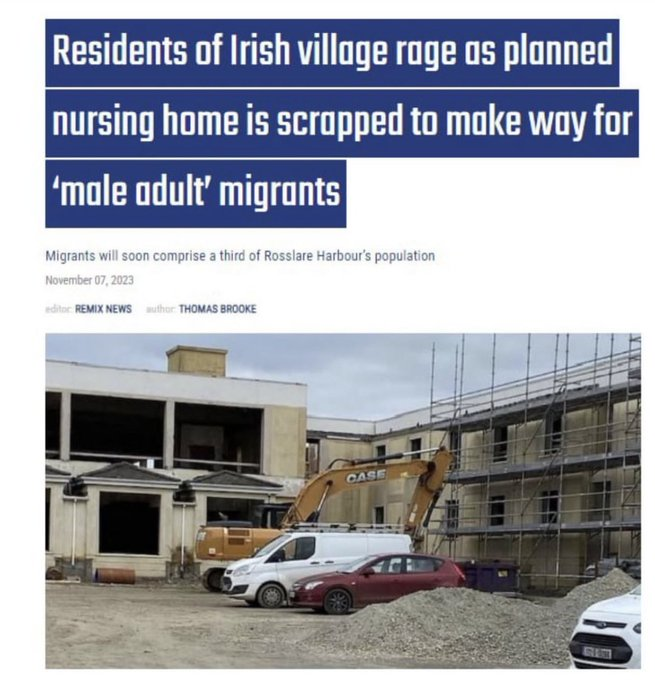 Residents of Irish village rage as planned
nursing home is scrapped to make way for
'male adult' migrants
Migrants will soon comprise a third of Rosslare Harbour's population
November 07, 2023
editor: REMIX NEWS author: THOMAS BROOKE
CASE